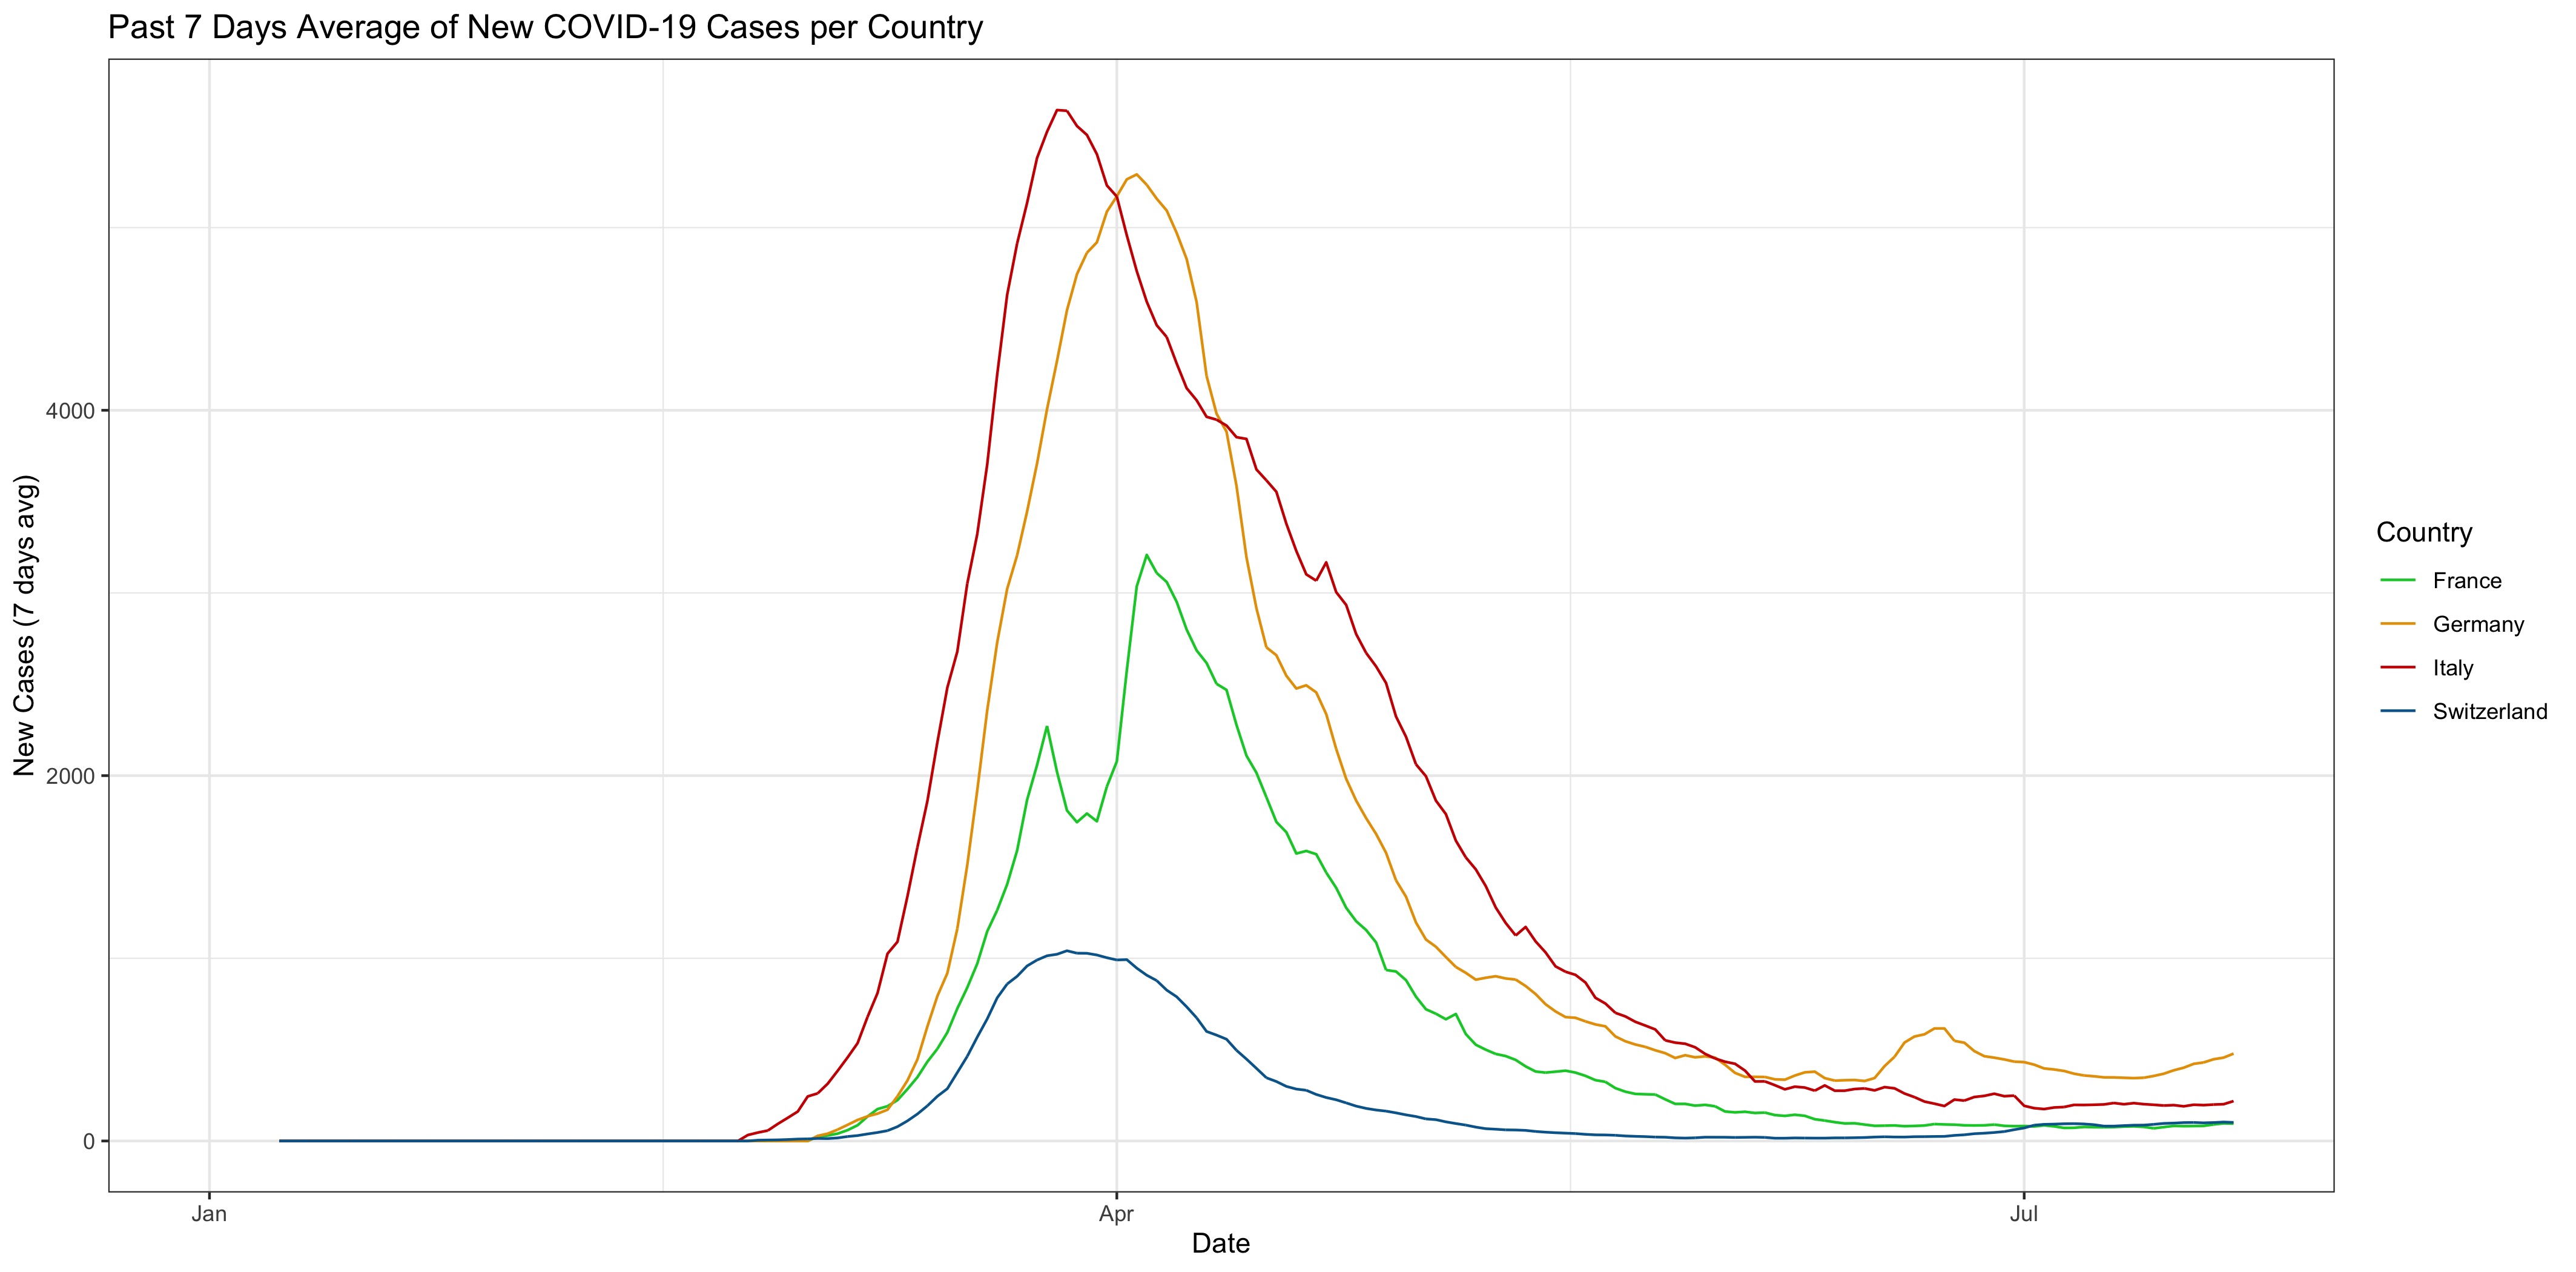 Past 7 Days Average of New COVID-19 Cases per Country
New Cases (7 days avg)
4000
2000
0
Jan
Apr
Jul
Date
Country
France
Germany
Italy
Switzerland